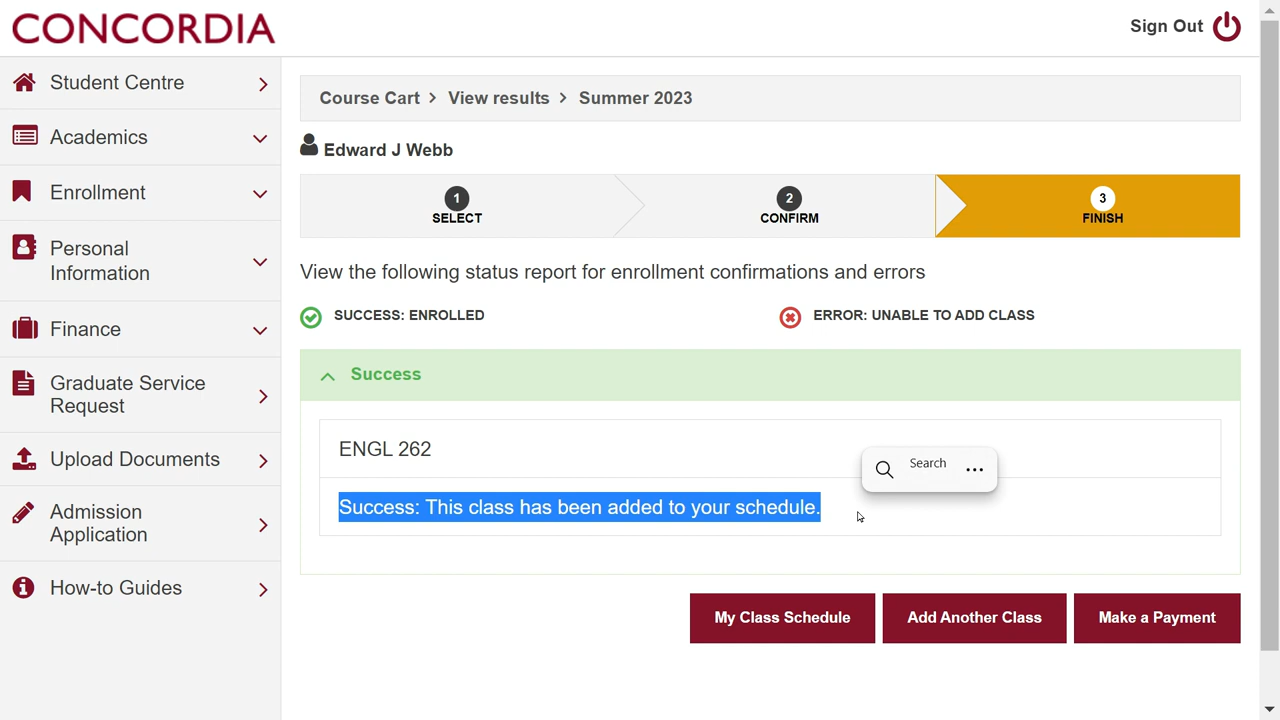 CONCORDIA
Sign Out
Student Centre
Academics
Enrollment
Personal
Information
Finance
Graduate Service
Request
Upload Documents
Admission
Application
How-to Guides
Course Cart > View results > Summer 2023
Edward J Webb
1
SELECT
2
CONFIRM
3
FINISH
View the following status report for enrollment confirmations and errors
SUCCESS: ENROLLED
ERROR: UNABLE TO ADD CLASS
Success
ENGL 262
Search
Success: This class has been added to your schedule.
My Class Schedule
Add Another Class
Make a Payment